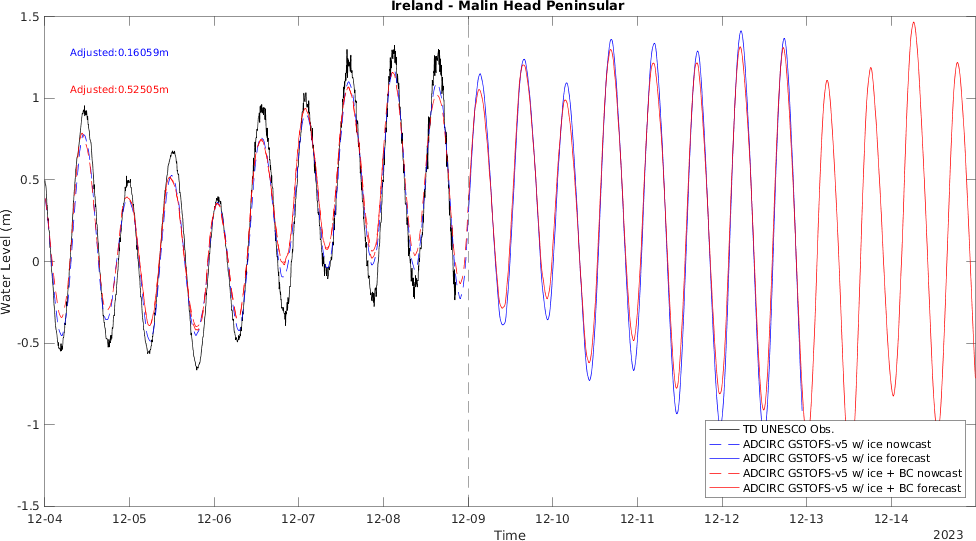 Ireland - Malin Head Peninsular
Adjusted:0.16059m
Adjusted:0.52505m
Water Level (m)
1.5
1
0.5
0
-0.5
-1
-1.5
TD UNESCO Obs.
ADCIRC GSTOFS-v5 w/ ice nowcast
ADCIRC GSTOFS-v5 w/ ice forecast
ADCIRC GSTOFS-v5 w/ ice + BC nowcast
ADCIRC GSTOFS-v5 w/ ice + BC forecast
12-04 12-05 12-06 12-07 12-08 12-09 12-10 12-11 12-12 12-13 12-14
Time
2023